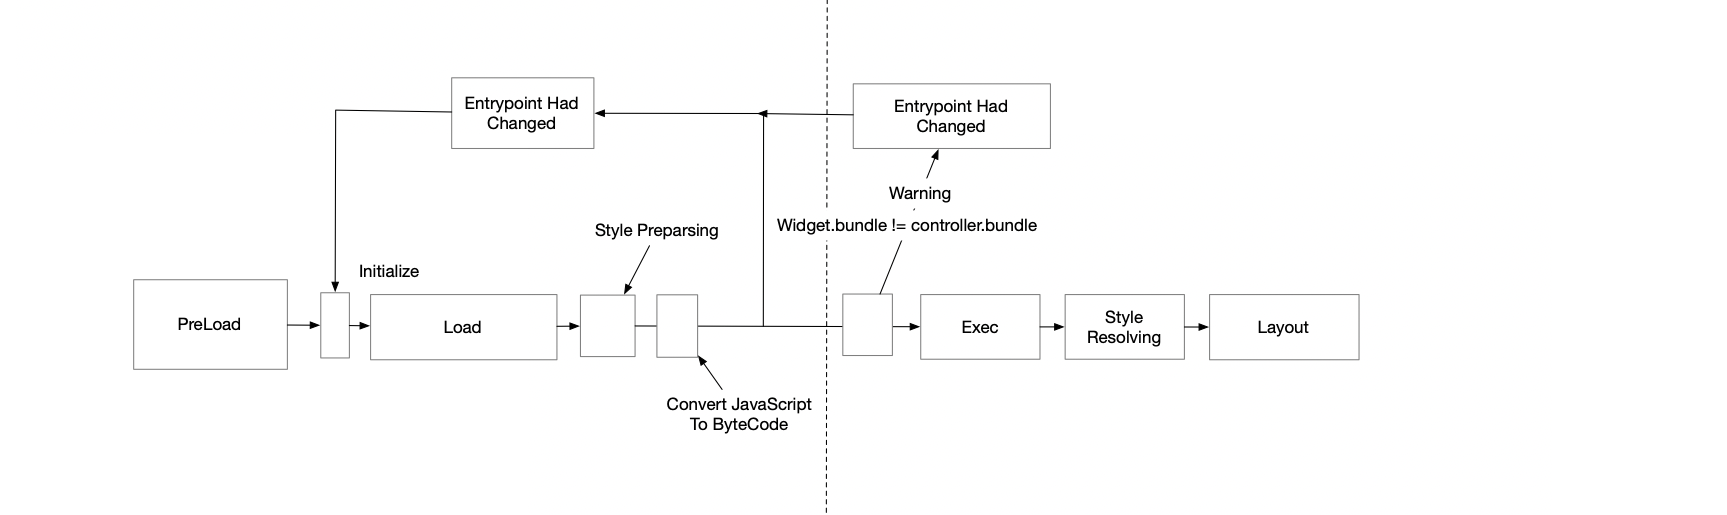 Entrypoint Had
Changed
Entrypoint Had
Changed
Warning
Widget.bundle != controller.bundle
Style Preparsing
Initialize
PreLoad
Load
Exec
Style
Resolving
Layout
Convert JavaScript
To ByteCode